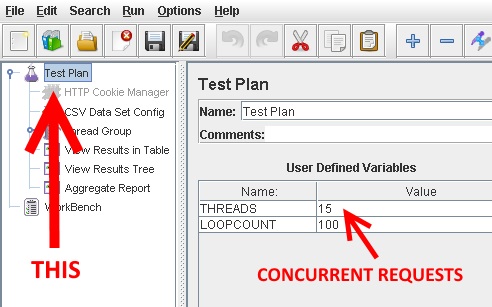 File Edit Search Run Options Help
Test Plan
HTTP Cookie Manager
CSV Data Set Config
Thread Group
View Results in Table
View Results Tree
Aggregate Report
WorkBench
THIS
Test Plan
Name: Test Plan
Comments:
User Defined Variables
Name: Value
THREADS 15
LOOPCOUNT 100
CONCURRENT REQUESTS